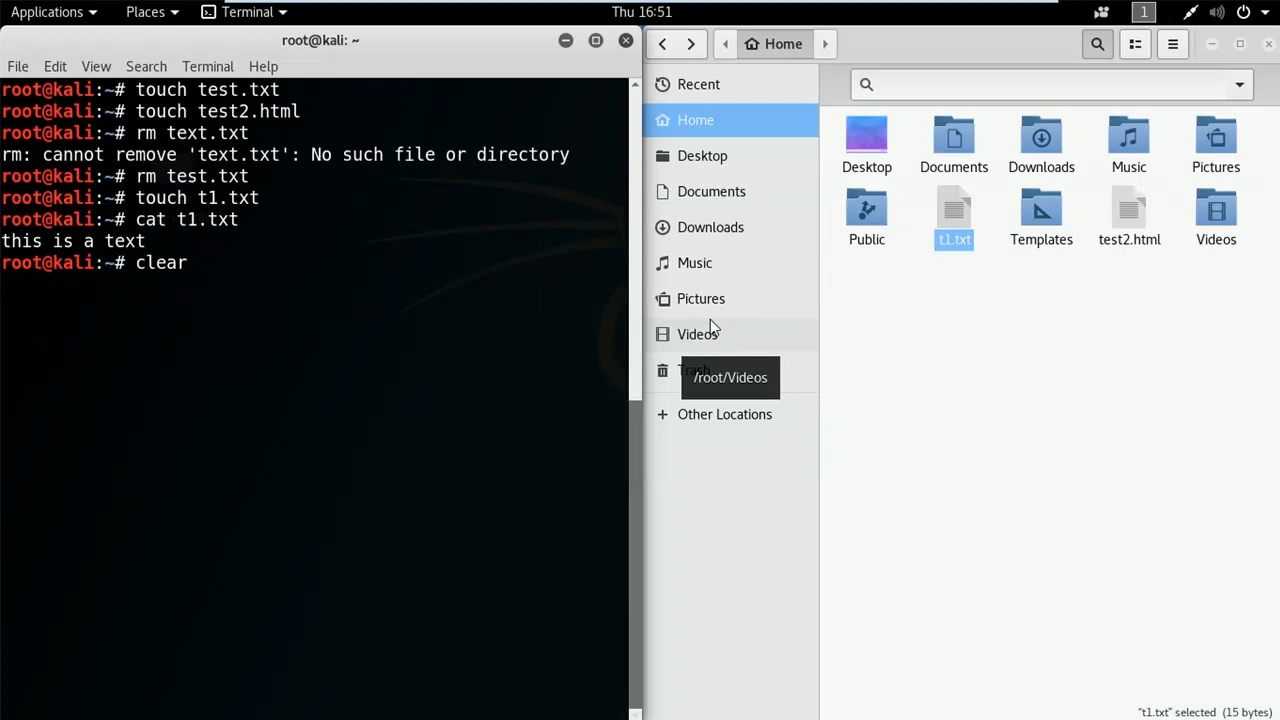 Applications Places Terminal Thu 16:51 1
root@kali: ~
File Edit View Search Terminal Help
root@kali:~# touch test.txt
root@kali:~# touch test2.html
root@kali:~# rm text.txt
rm: cannot remove 'text.txt': No such file or directory
root@kali:~# rm test.txt
root@kali:~# touch t1.txt
root@kali:~# cat t1.txt
this is a text
root@kali:~# clear
Home
Recent
Home
Desktop
Documents
Downloads
Music
Pictures
Videos
Trash
/root/Videos
+ Other Locations
Desktop Documents Downloads Music Pictures
Public t1.txt Templates test2.html Videos
"t1.txt" selected (15 bytes)